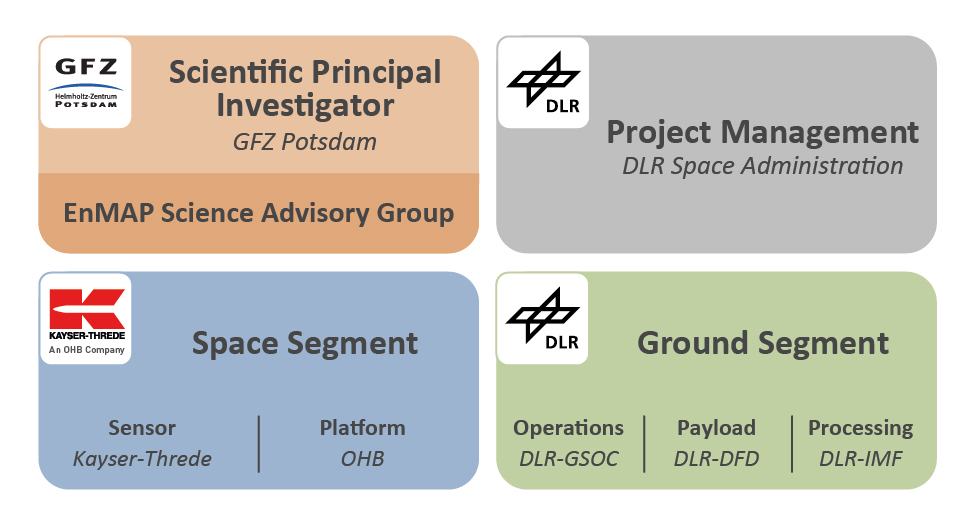 GFZ
Helmholtz-Zentrum
POTSDAM
Scientific Principal
Investigator
GFZ Potsdam
EnMAP Science Advisory Group
DLR
Project Management
DLR Space Administration
KAYSER-THREDE
An OHB Company
Space Segment
Sensor
Kayser-Threde
Platform
OHB
DLR
Ground Segment
Operations
DLR-GSOC
Payload
DLR-DFD
Processing
DLR-IMF